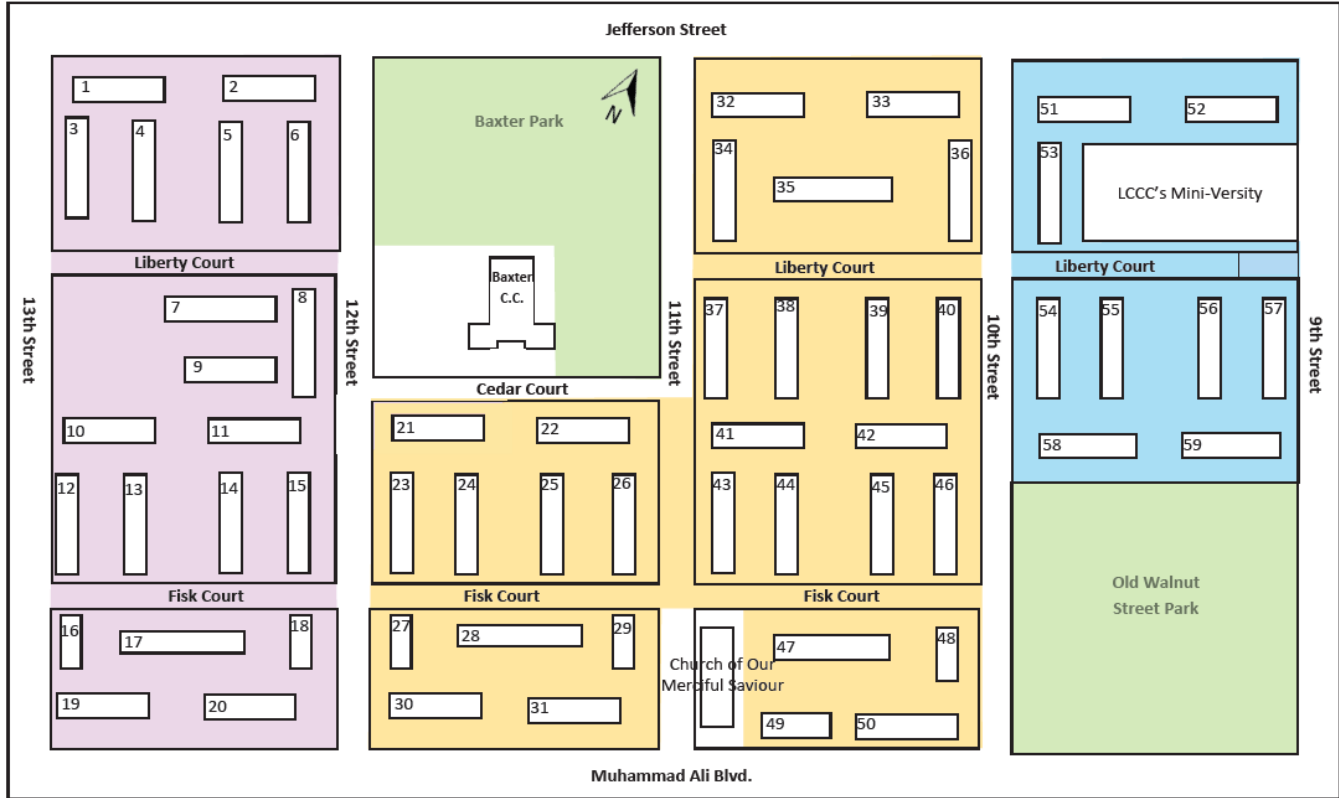 Jefferson Street
1
2
3
4
5
6
Baxter Park
N
32
33
34
35
36
51
52
53
LCCC's Mini-Versity
Liberty Court
Liberty Court
Liberty Court
13th Street
7
8
9
12th Street
Baxter
C.C.
11th Street
37
38
39
40
10th Street
54
55
56
57
9th Street
Cedar Court
10
11
21
22
41
42
58
59
12
13
14
15
23
24
25
26
43
44
45
46
Fisk Court
Fisk Court
Fisk Court
Old Walnut
Street Park
16
17
18
19
20
27
28
29
30
31
Church of Our
Merciful Saviour
47
48
49
50
Muhammad Ali Blvd.